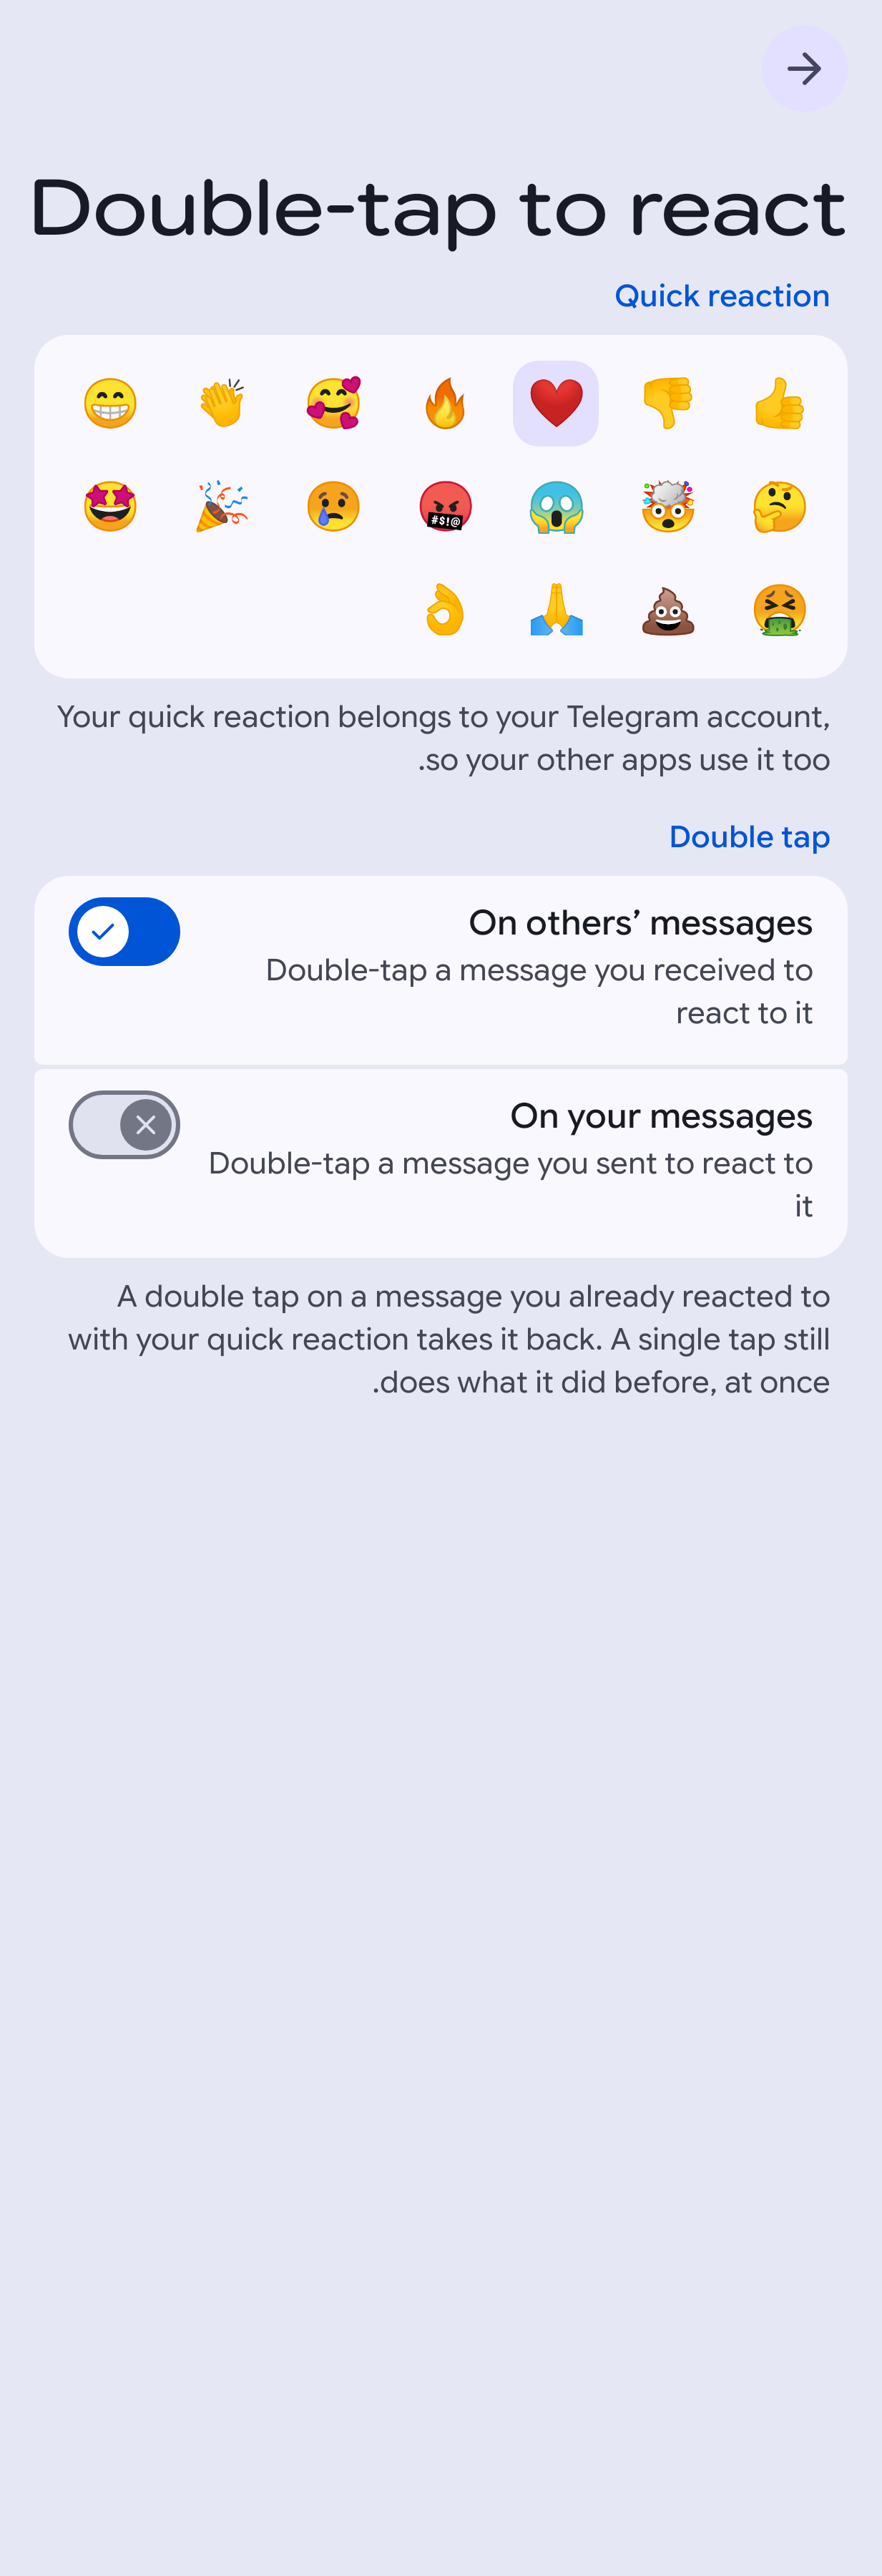 Double-tap to react
Quick reaction
Your quick reaction belongs to your Telegram account,
.so your other apps use it too
Double tap
On others’ messages
Double-tap a message you received to
react to it
On your messages
Double-tap a message you sent to react to
it
A double tap on a message you already reacted to
with your quick reaction takes it back. A single tap still
.does what it did before, at once